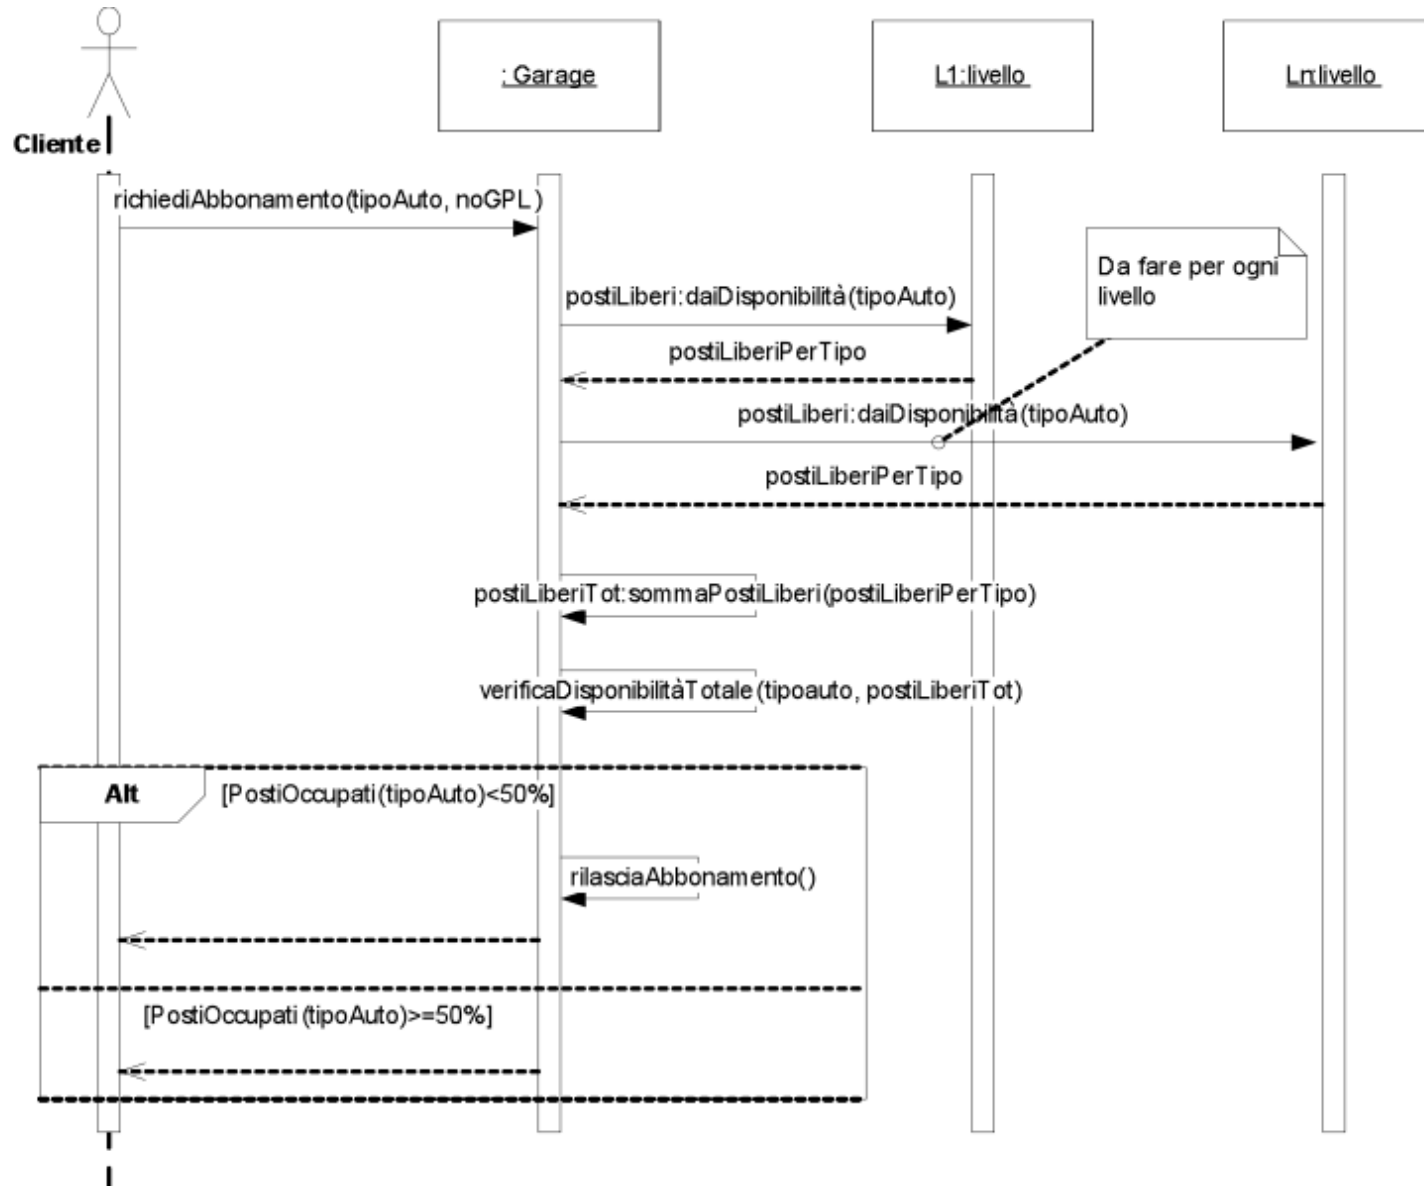 : Garage
L1:livello
Ln:livello
Cliente
richiediAbbonamento(tipoAuto, noGPL)
Da fare per ogni
livello
postiLiberi:daiDisponibilità(tipoAuto)
postiLiberiPerTipo
postiLiberi:daiDisponibilità(tipoAuto)
postiLiberiPerTipo
postiLiberiTot:sommaPostiLiberi(postiLiberiPerTipo)
verificaDisponibilitàTotale(tipoauto, postiLiberiTot)
Alt
[PostiOccupati(tipoAuto)<50%]
rilasciaAbbonamento()
[PostiOccupati(tipoAuto)>=50%]